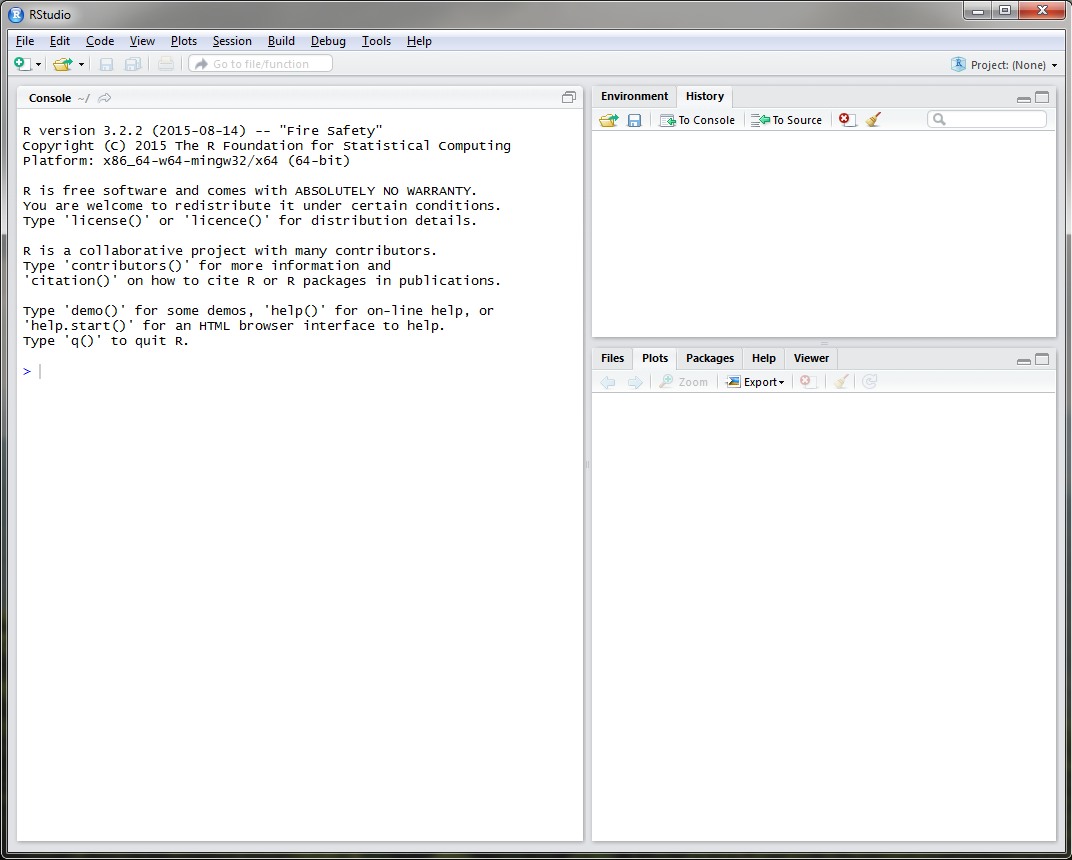 RStudio
File Edit Code View Plots Session Build Debug Tools Help
Go to file/function
Project: (None)
Console ~/
R version 3.2.2 (2015-08-14) -- "Fire Safety"
Copyright (C) 2015 The R Foundation for Statistical Computing
Platform: x86_64-w64-mingw32/x64 (64-bit)
R is free software and comes with ABSOLUTELY NO WARRANTY.
You are welcome to redistribute it under certain conditions.
Type 'license()' or 'licence()' for distribution details.
R is a collaborative project with many contributors.
Type 'contributors()' for more information and
'citation()' on how to cite R or R packages in publications.
Type 'demo()' for some demos, 'help()' for on-line help, or
'help.start()' for an HTML browser interface to help.
Type 'q()' to quit R.
>
Environment History
To Console To Source
Files Plots Packages Help Viewer
Zoom Export